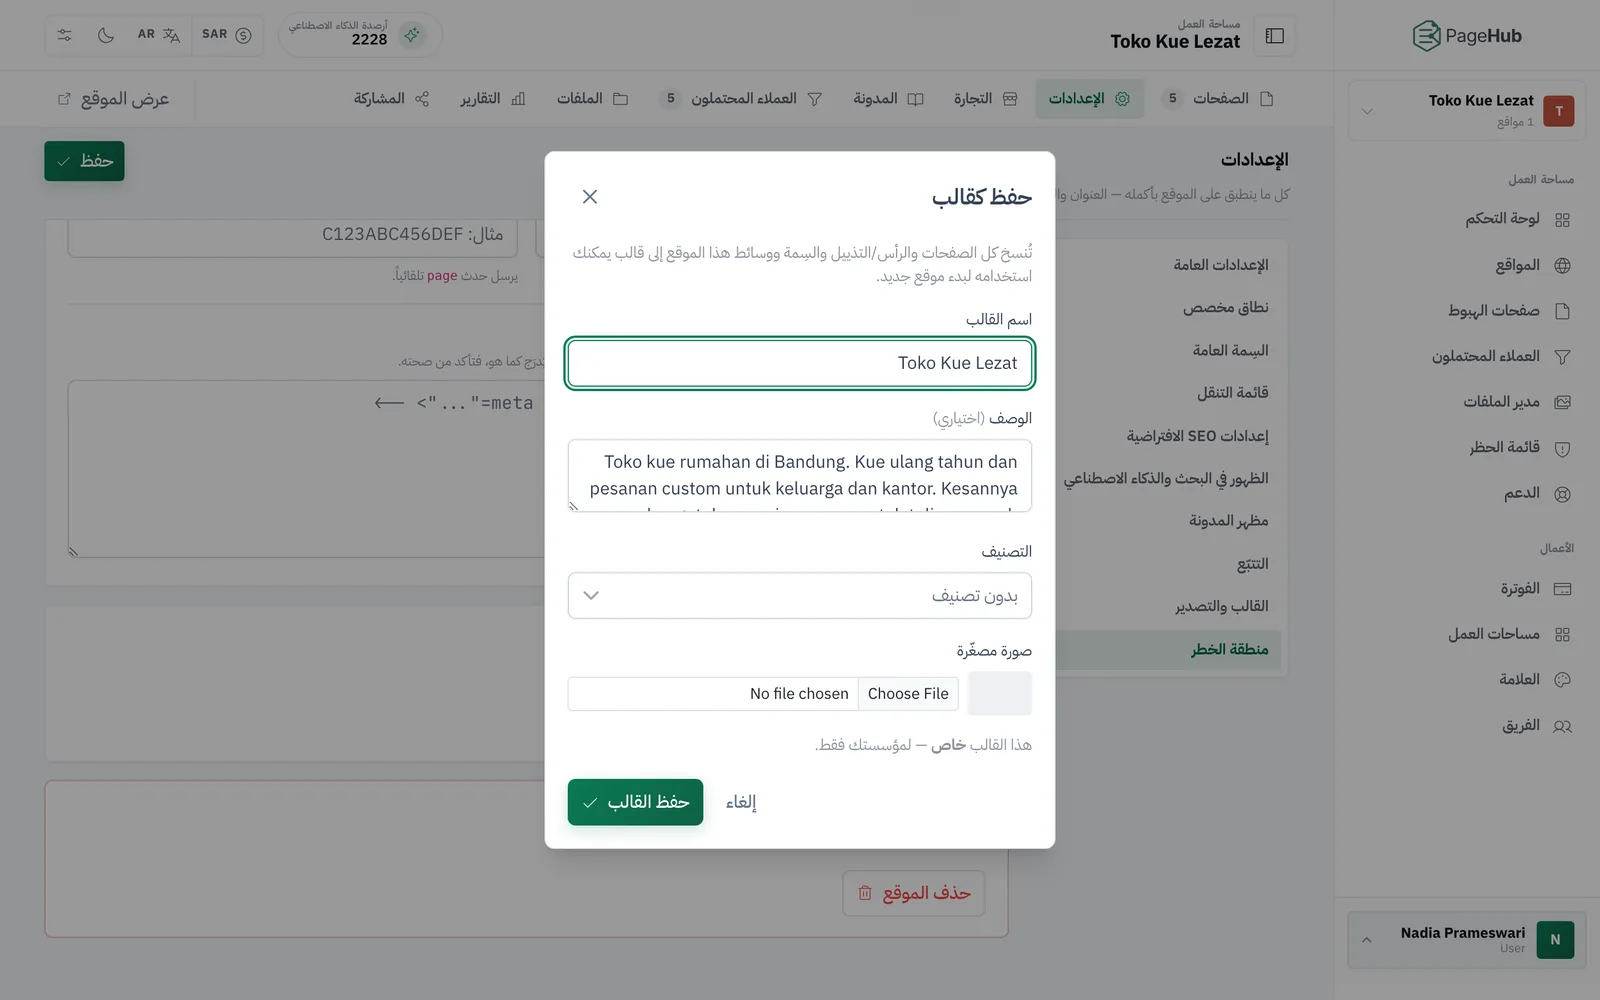 PageHub
Toko Kue Lezat
1 مواقع
T
مساحة العمل
لوحة التحكم
المواقع
صفحات الهبوط
العملاء المحتملون
مدير الملفات
قائمة الحظر
الدعم
الأعمال
الفوترة
مساحات العمل
العلامة
الفريق
Nadia Prameswari
User
N
مساحة العمل
Toko Kue Lezat
أرصدة الذكاء الاصطناعي
2228
SAR
AR
الصفحات 5
الإعدادات
التجارة
المدونة
العملاء المحتملون 5
الملفات
التقارير
المشاركة
عرض الموقع
الإعدادات
كل ما ينطبق على الموقع بأكمله — العنوان
حفظ
الإعدادات العامة
نطاق مخصص
السِمة العامة
قائمة التنقل
إعدادات SEO الافتراضية
الظهور في البحث والذكاء الاصطناعي
مظهر المدونة
التتبّع
القالب والتصدير
منطقة الخطر
مثال: C123ABC456DEF
يرسل حدث page تلقائياً.
كما هو، فتأكد من صحته.
<-- meta="..."
حذف الموقع
حفظ كقالب
تُنسخ كل الصفحات والرأس/التذييل والسِمة ووسائط هذا الموقع إلى قالب يمكنك
استخدامه لبدء موقع جديد.
اسم القالب
Toko Kue Lezat
الوصف (اختياري)
Toko kue rumahan di Bandung. Kue ulang tahun dan
pesanan custom untuk keluarga dan kantor. Kesannya
التصنيف
بدون تصنيف
صورة مصغّرة
Choose File No file chosen
هذا القالب خاص — لمؤسستك فقط.
إلغاء
حفظ القالب